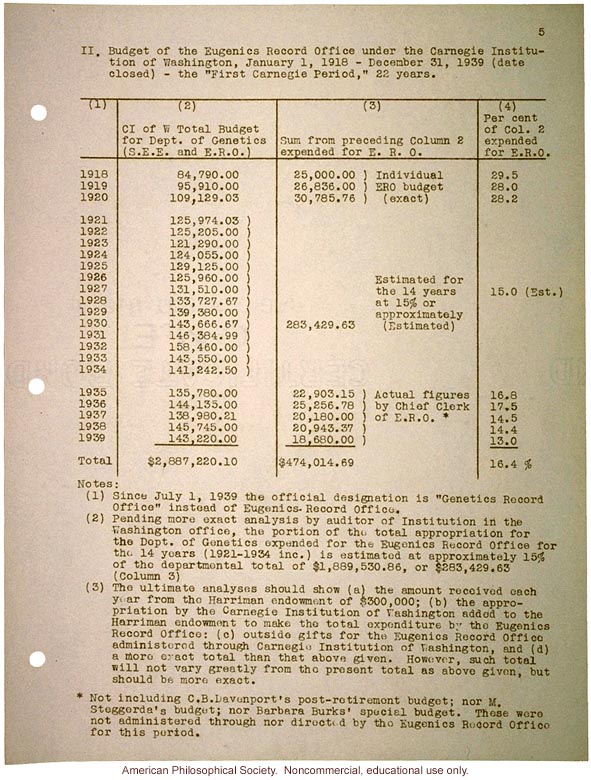 5
II. Budget of the Eugenics Record Office under the Carnegie Institu-
tion of Washington, January 1, 1918 - December 31, 1939 (date
closed) - the "First Carnegie Period," 22 years.
(1) (2) (3) (4)
Per cent
CI of W Total Budget of Col. 2
for Dept. of Genetics Sum from preceding Column 2 expended
(S.E.E. and E.R.O.) expended for E. R. O. for E.R.O.
1918 84,790.00 25,000.00 ) Individual 29.5
1919 95,910.00 26,836.00 ) ERO budget 28.0
1920 109,129.03 30,785.76 ) (exact) 28.2
1921 125,974.03 )
1922 125,205.00 )
1923 121,290.00 )
1924 124,055.00 )
1925 129,125.00 )
1926 125,960.00 ) Estimated for
1927 131,510.00 ) the 14 years 15.0 (Est.)
1928 133,727.67 ) at 15% or
1929 139,380.00 ) approximately
1930 143,666.67 ) 283,429.63 (Estimated)
1931 146,384.99 )
1932 158,460.00 )
1933 143,550.00 )
1934 141,242.50 )
1935 135,780.00 22,903.15 ) Actual figures 16.8
1936 144,135.00 25,256.78 ) by Chief Clerk 17.5
1937 138,980.21 20,180.00 ) of E.R.O. * 14.5
1938 145,745.00 20,943.37 ) 14.4
1939 143,220.00 18,680.00 ) 13.0
Total $2,887,220.10 $474,014.69 16.4 %
Notes:
(1) Since July 1, 1939 the official designation is "Genetics Record
Office" instead of Eugenics Record Office.
(2) Pending more exact analysis by auditor of Institution in the
Washington office, the portion of the total appropriation for
the Dept. of Genetics expended for the Eugenics Record Office for
the 14 years (1921-1934 inc.) is estimated at approximately 15%
of the departmental total of $1,889,530.86, or $283,429.63
(Column 3)
(3) The ultimate analyses should show (a) the amount received each
year from the Harriman endowment of $300,000; (b) the appro-
priation by the Carnegie Institution of Washington added to the
Harriman endowment to make the total expenditure by the Eugenics
Record Office: (c) outside gifts for the Eugenics Record Office
administered through Carnegie Institution of Washington, and (d)
a more exact total than that above given. However, such total
will not vary greatly from the present total as above given, but
should be more exact.
* Not including C.B.Davenport's post-retirement budget; nor M.
Steggerda's budget; nor Barbara Burks' special budget. These were
not administered through nor directed by the Eugenics Record Office
for this period.
American Philosophical Society. Noncommercial, educational use only.